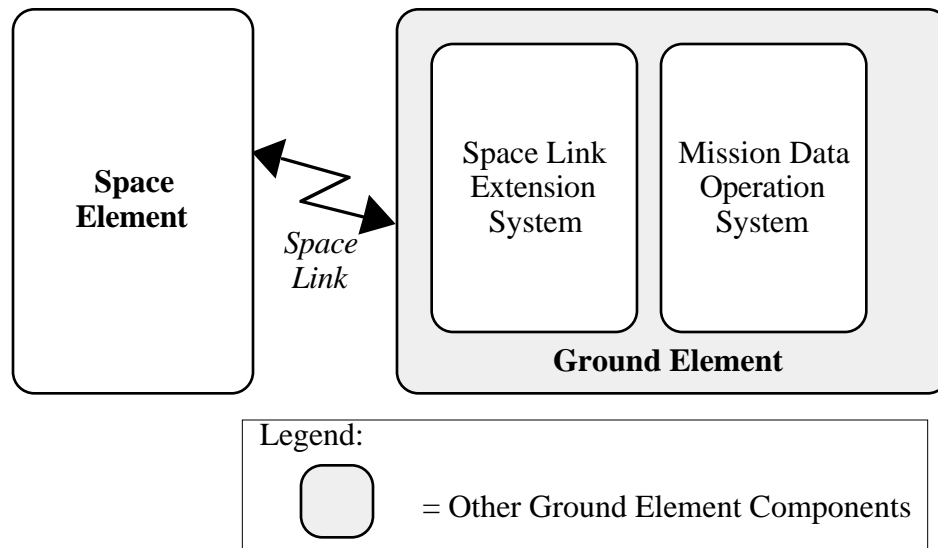 Space
Element
Space
Link
Space Link
Extension
System
Mission Data
Operation
System
Ground Element
Legend:
= Other Ground Element Components